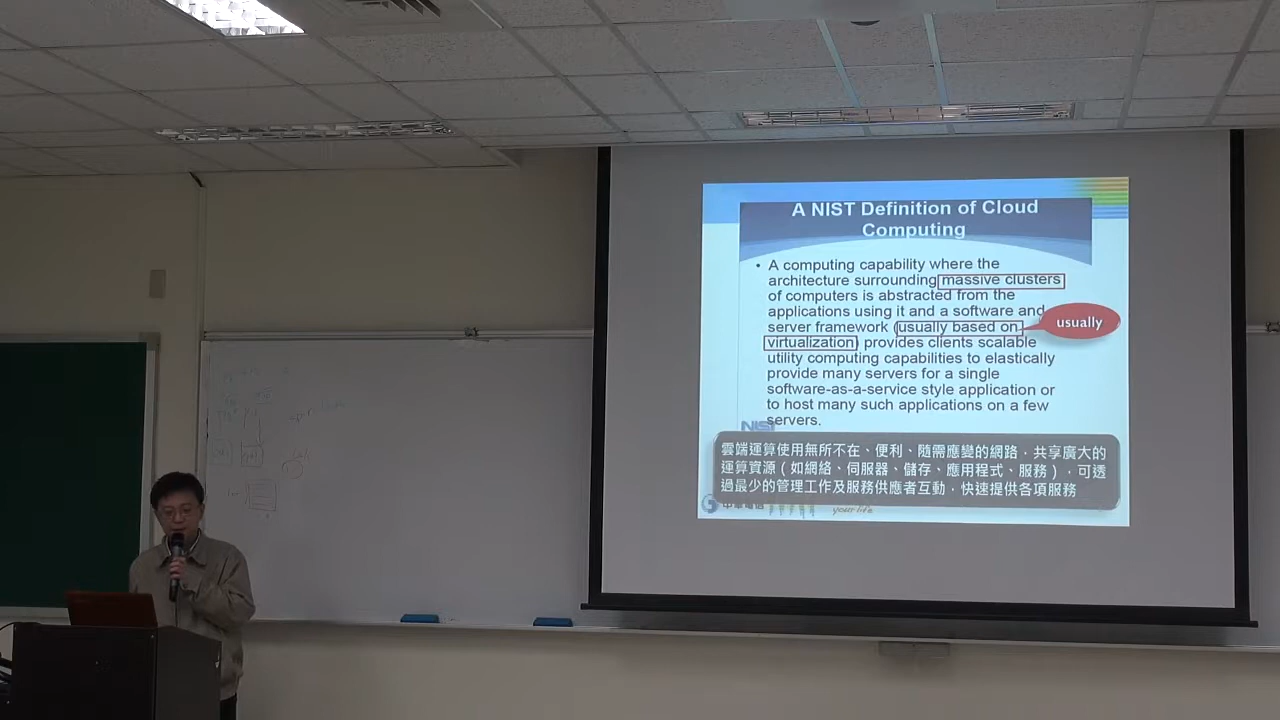 A NIST Definition of Cloud
Computing
• A computing capability where the
architecture surrounding massive clusters
of computers is abstracted from the
applications using it and a software and
server framework (usually based on
virtualization) provides clients scalable
utility computing capabilities to elastically
provide many servers for a single
software-as-a-service style application or
to host many such applications on a few
servers.
usually
NIST
雲端運算使用無所不在、便利、隨需應變的網路，共享廣大的
運算資源（如網絡、伺服器、儲存、應用程式、服務），可透
過最少的管理工作及服務供應者互動，快速提供各項服務
中華電信
your life